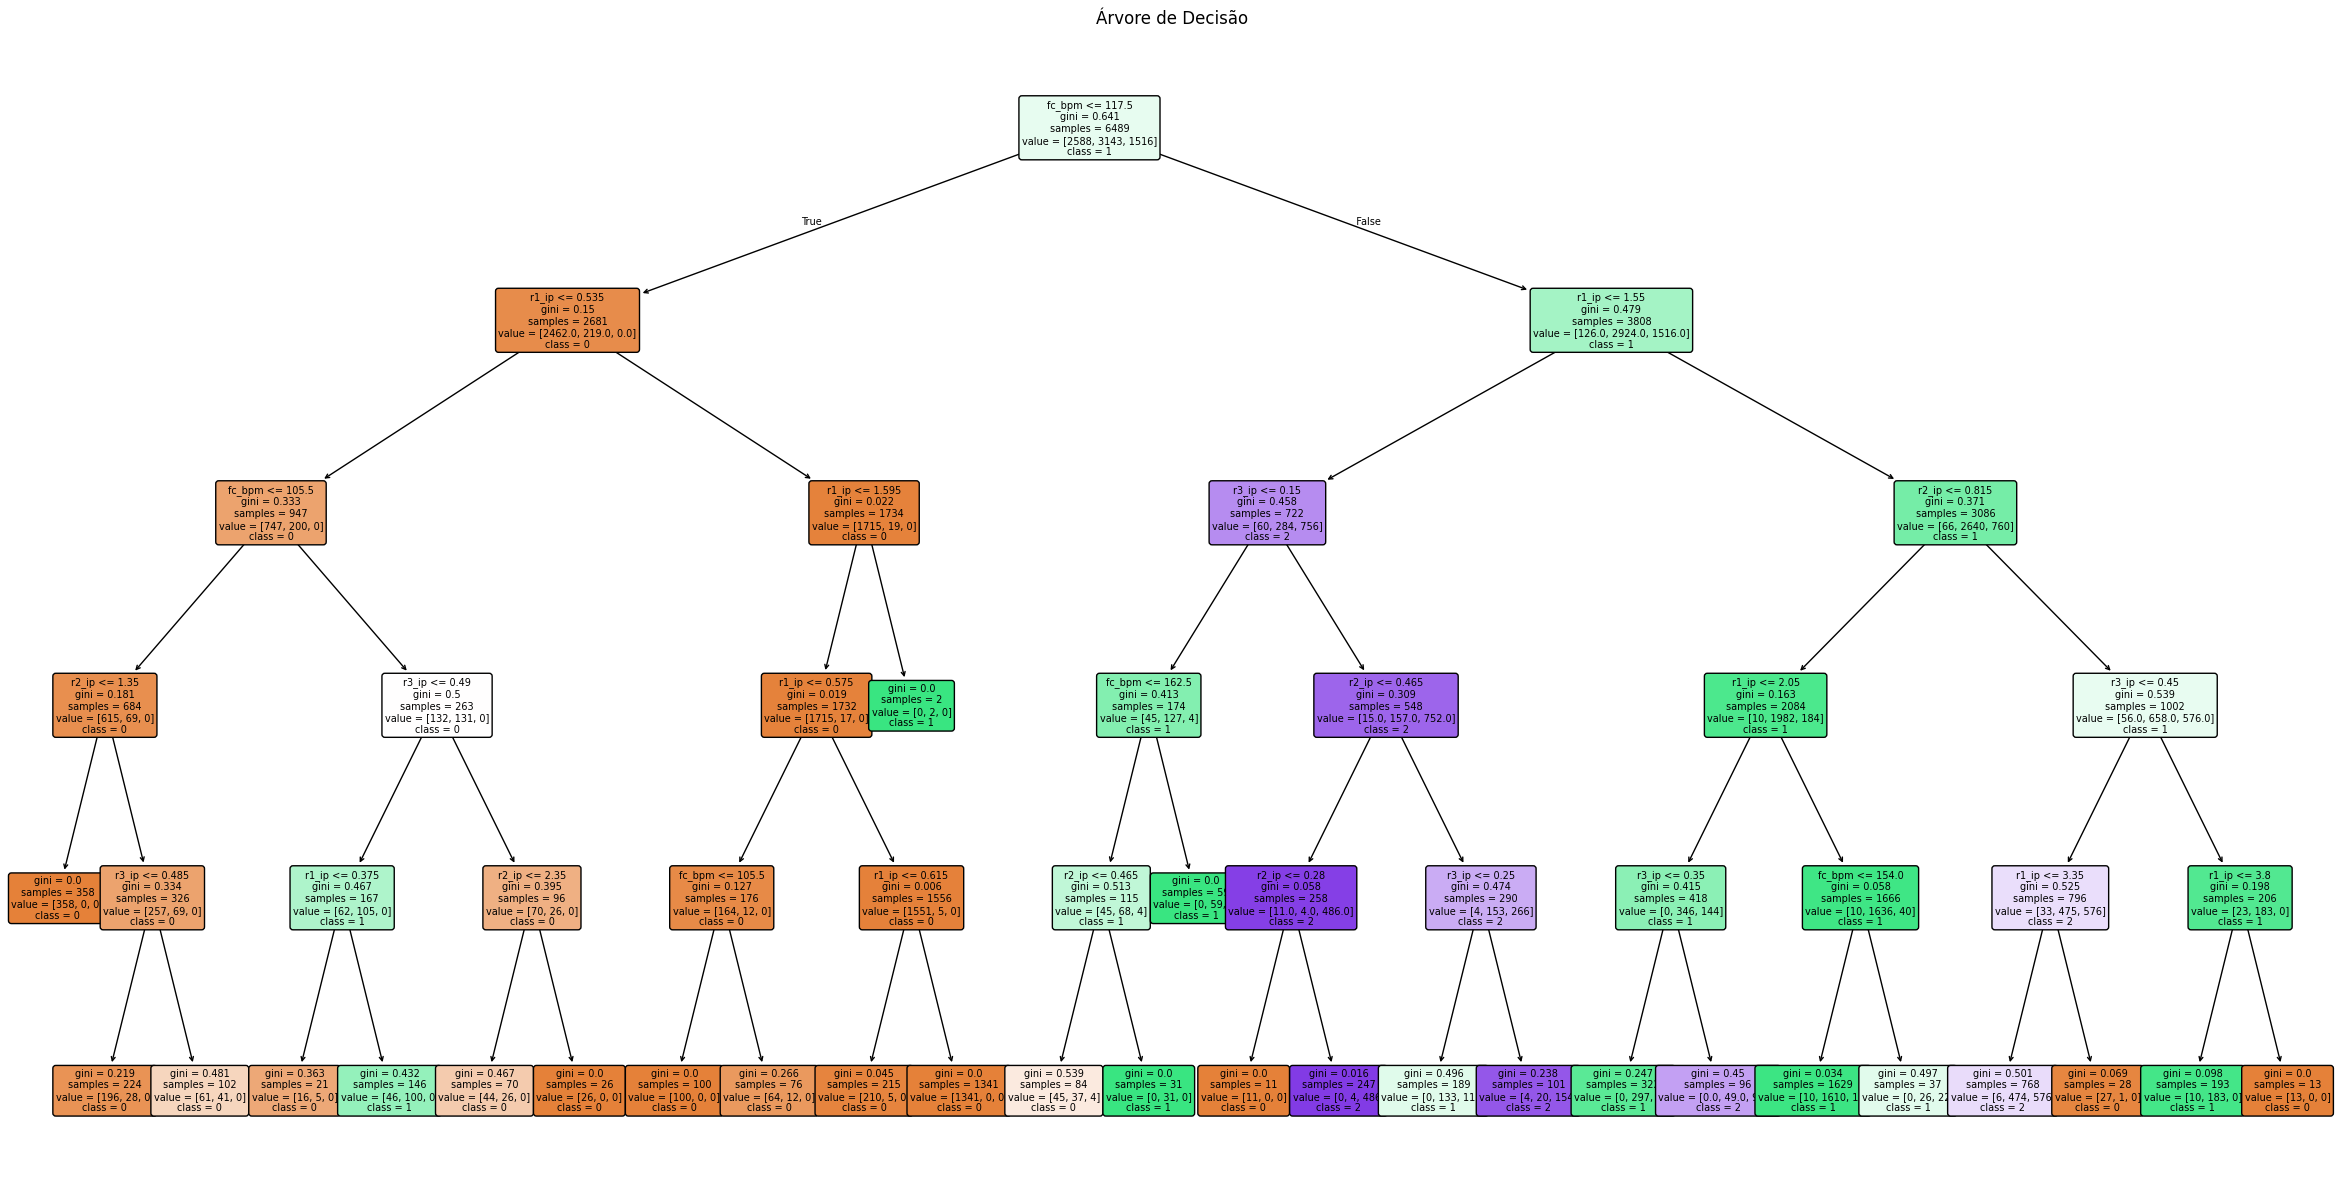 Árvore de Decisão
fc_bpm <= 117.5
gini = 0.641
samples = 6489
value = [2588, 3143, 1516]
class = 1
True
False
r1_ip <= 0.535
gini = 0.15
samples = 2681
value = [2462.0, 219.0, 0.0]
class = 0
r1_ip <= 1.55
gini = 0.479
samples = 3808
value = [126.0, 2924.0, 1516.0]
class = 1
fc_bpm <= 105.5
gini = 0.333
samples = 947
value = [747, 200, 0]
class = 0
r1_ip <= 1.595
gini = 0.022
samples = 1734
value = [1715, 19, 0]
class = 0
r3_ip <= 0.15
gini = 0.458
samples = 722
value = [60, 284, 756]
class = 2
r2_ip <= 0.815
gini = 0.371
samples = 3086
value = [66, 2640, 760]
class = 1
r2_ip <= 1.35
gini = 0.181
samples = 684
value = [615, 69, 0]
class = 0
r3_ip <= 0.49
gini = 0.5
samples = 263
value = [132, 131, 0]
class = 0
r1_ip <= 0.575
gini = 0.019
samples = 1732
value = [1715, 17, 0]
class = 0
gini = 0.0
samples = 2
value = [0, 2, 0]
class = 1
fc_bpm <= 162.5
gini = 0.413
samples = 174
value = [45, 127, 4]
class = 1
r2_ip <= 0.465
gini = 0.309
samples = 548
value = [15.0, 157.0, 752.0]
class = 2
r1_ip <= 2.05
gini = 0.163
samples = 2084
value = [10, 1982, 184]
class = 1
r3_ip <= 0.45
gini = 0.539
samples = 1002
value = [56.0, 658.0, 576.0]
class = 1
gini = 0.0
samples = 358
value = [358, 0, 0
class = 0
r3_ip <= 0.485
gini = 0.334
samples = 326
value = [257, 69, 0]
class = 0
r1_ip <= 0.375
gini = 0.467
samples = 167
value = [62, 105, 0]
class = 1
r2_ip <= 2.35
gini = 0.395
samples = 96
value = [70, 26, 0]
class = 0
fc_bpm <= 105.5
gini = 0.127
samples = 176
value = [164, 12, 0]
class = 0
r1_ip <= 0.615
gini = 0.006
samples = 1556
value = [1551, 5, 0]
class = 0
r2_ip <= 0.465
gini = 0.513
samples = 115
value = [45, 68, 4]
class = 1
gini = 0.0
samples = 
value = [0, 59,
class = 1
r2_ip <= 0.28
gini = 0.058
samples = 258
value = [11.0, 4.0, 486.0]
class = 2
r3_ip <= 0.25
gini = 0.474
samples = 290
value = [4, 153, 266]
class = 2
r3_ip <= 0.35
gini = 0.415
samples = 418
value = [0, 346, 144]
class = 1
fc_bpm <= 154.0
gini = 0.058
samples = 1666
value = [10, 1636, 40]
class = 1
r1_ip <= 3.35
gini = 0.525
samples = 796
value = [33, 475, 576]
class = 2
r1_ip <= 3.8
gini = 0.198
samples = 206
value = [23, 183, 0]
class = 1
gini = 0.219
samples = 224
value = [196, 28, 0
class = 0
gini = 0.481
samples = 102
value = [61, 41, 0]
class = 0
gini = 0.363
samples = 21
value = [16, 5, 0]
class = 0
gini = 0.432
samples = 146
value = [46, 100, 0
class = 1
gini = 0.467
samples = 70
value = [44, 26, 0]
class = 0
gini = 0.0
samples = 26
value = [26, 0, 0]
class = 0
gini = 0.0
samples = 100
value = [100, 0, 0]
class = 0
gini = 0.266
samples = 76
value = [64, 12, 0]
class = 0
gini = 0.045
samples = 215
value = [210, 5, 0
class = 0
gini = 0.0
samples = 1341
value = [1341, 0, 0
class = 0
gini = 0.539
samples = 84
value = [45, 37, 4]
class = 0
gini = 0.0
samples = 31
value = [0, 31, 0]
class = 1
gini = 0.0
samples = 11
value = [11, 0, 0]
class = 0
gini = 0.016
samples = 247
value = [0, 4, 486
class = 2
gini = 0.496
samples = 189
value = [0, 133, 11
class = 1
gini = 0.238
samples = 101
value = [4, 20, 154
class = 2
gini = 0.247
samples = 322
value = [0, 297,
class = 1
gini = 0.45
samples = 96
value = [0.0, 49.0, 9
class = 2
gini = 0.034
samples = 1629
value = [10, 1610, 1
class = 1
gini = 0.497
samples = 37
value = [0, 26, 22
class = 1
gini = 0.501
samples = 768
value = [6, 474, 576
class = 2
gini = 0.069
samples = 28
value = [27, 1, 0]
class = 0
gini = 0.098
samples = 193
value = [10, 183, 0]
class = 1
gini = 0.0
samples = 13
value = [13, 0, 0]
class = 0